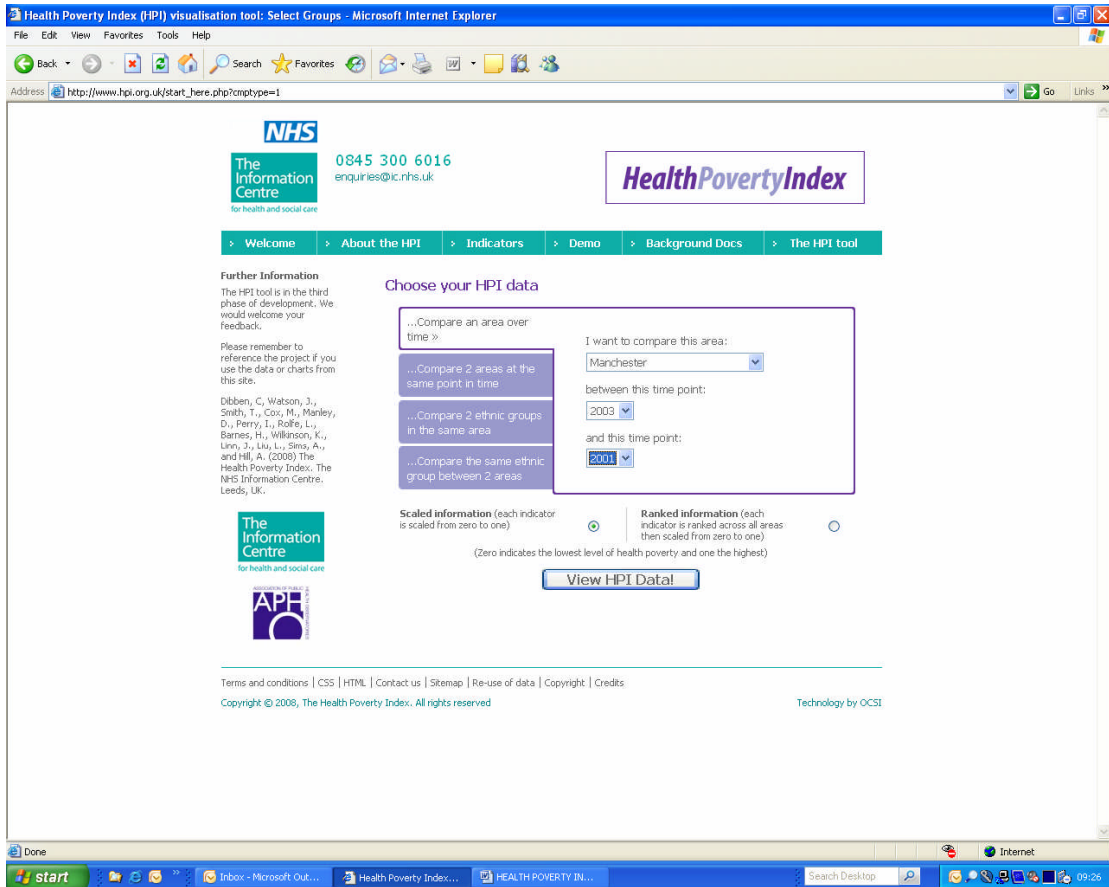 Health Poverty Index (HPI) visualisation tool: Select Groups - Microsoft Internet Explorer
File Edit View Favorites Tools Help
Back Search Favorites
Address http://www.hpi.org.uk/start_here.php?cmptype=1 Go Links »
NHS
The
Information
Centre
for health and social care
0845 300 6016
enquiries@ic.nhs.uk
HealthPovertyIndex
› Welcome › About the HPI › Indicators › Demo › Background Docs › The HPI tool
Further Information
The HPI tool is in the third
phase of development. We
would welcome your
feedback.
Please remember to
reference the project if you
use the data or charts from
this site.
Dibben, C, Watson, J.,
Smith, T., Cox, M., Manley,
D., Perry, I., Rolfe, L.,
Barnes, H., Wilkinson, K.,
Linn, J., Liu, L., Sims, A.,
and Hill, A. (2008) The
Health Poverty Index. The
NHS Information Centre.
Leeds, UK.
The
Information
Centre
for health and social care
APH
Choose your HPI data
...Compare an area over
time »
...Compare 2 areas at the
same point in time
...Compare 2 ethnic groups
in the same area
...Compare the same ethnic
group between 2 areas
I want to compare this area:
Manchester
between this time point:
2003
and this time point:
2001
Scaled information (each indicator
is scaled from zero to one)
Ranked information (each
indicator is ranked across all areas
then scaled from zero to one)
(Zero indicates the lowest level of health poverty and one the highest)
View HPI Data!
Terms and conditions | CSS | HTML | Contact us | Sitemap | Re-use of data | Copyright | Credits
Copyright © 2008, The Health Poverty Index. All rights reserved
Technology by OCSI
Done Internet
start Inbox - Microsoft Out... Health Poverty Index... HEALTH POVERTY IN... Search Desktop 09:26